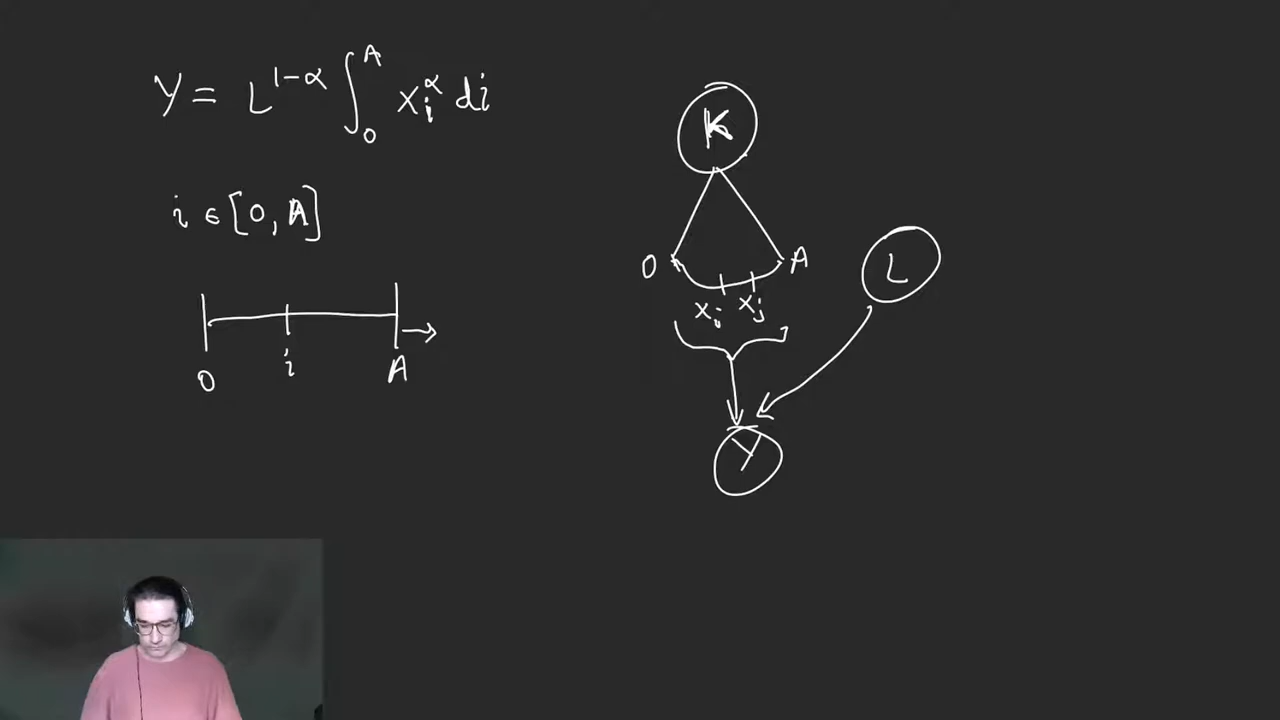 Y = L^{1-α} ∫_0^A x_i^α di
i ∈ [0, A]
0 i A
K
0 A
x_i x_j
L
Y